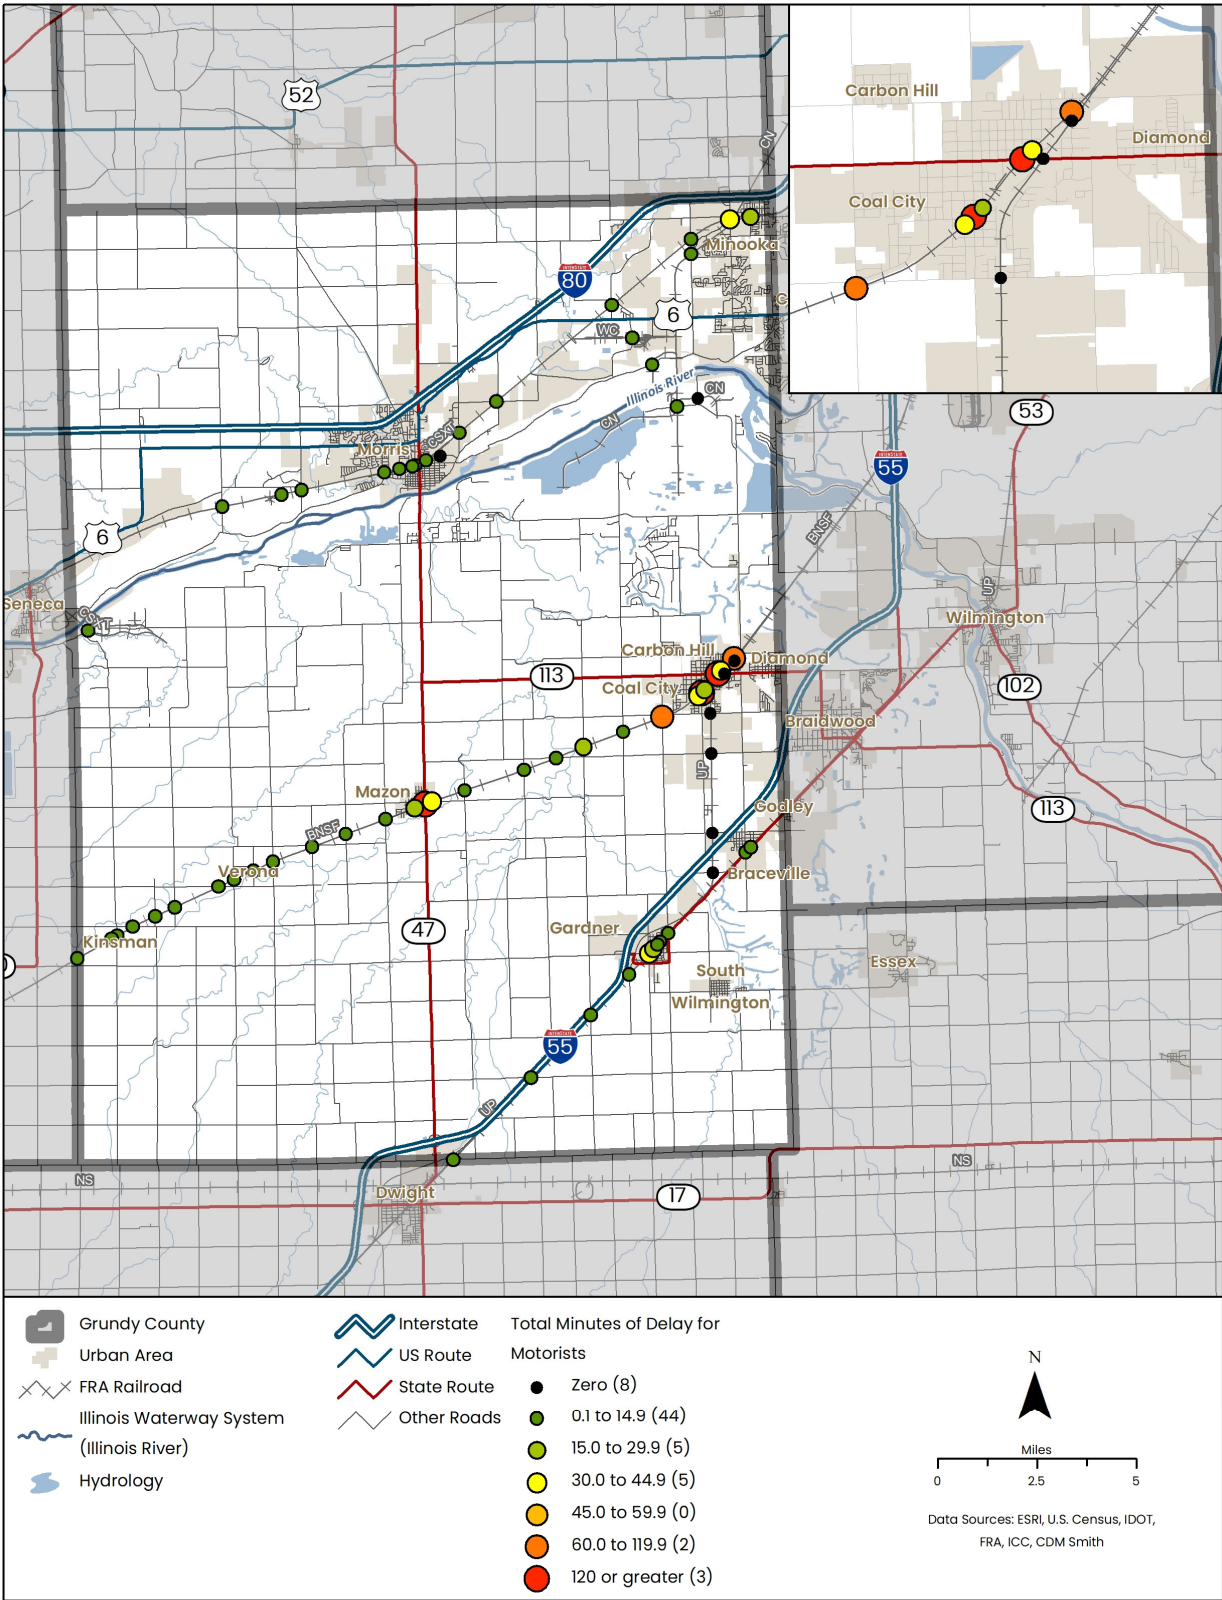 52
CN
Carbon Hill
Diamond
Coal City
INTERSTATE
80
Minooka
6
WC
Illinois River
CN
CN
53
CSXT
Morris
INTERSTATE
55
BNSF
6
Seneca
CSXT
UP
Wilmington
Carbon Hill
Diamond
113
Coal City
102
Braidwood
UP
Mazon
Godley
113
BNSF
Verona
Braceville
47
Gardner
Kinsman
Essex
South
Wilmington
INTERSTATE
55
UP
NS
NS
Dwight
17
Grundy County
Urban Area
FRA Railroad
Illinois Waterway System
(Illinois River)
Hydrology
Interstate
US Route
State Route
Other Roads
Total Minutes of Delay for
Motorists
Zero (8)
0.1 to 14.9 (44)
15.0 to 29.9 (5)
30.0 to 44.9 (5)
45.0 to 59.9 (0)
60.0 to 119.9 (2)
120 or greater (3)
N
Miles
0 2.5 5
Data Sources: ESRI, U.S. Census, IDOT,
FRA, ICC, CDM Smith